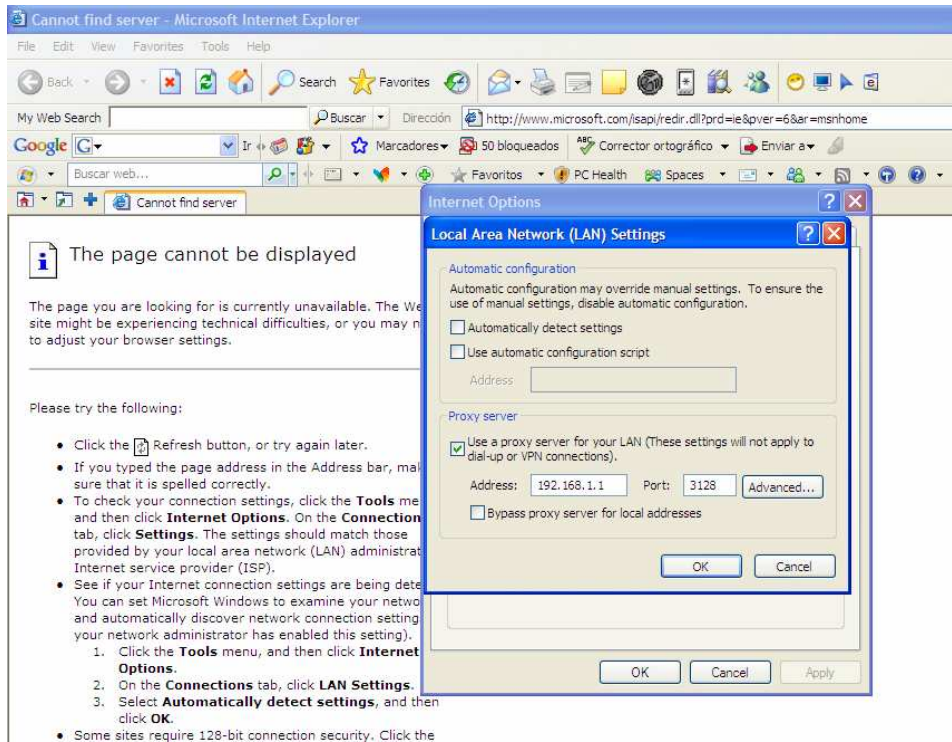 Cannot find server - Microsoft Internet Explorer
File Edit View Favorites Tools Help
Back Search Favorites
My Web Search Buscar Dirección http://www.microsoft.com/isapi/redir.dll?prd=ie&pver=6&ar=msnhome
Google G Ir Marcadores 50 bloqueados ABC Corrector ortográfico Enviar a
Buscar web... Favoritos PC Health Spaces
Cannot find server
Internet Options
Local Area Network (LAN) Settings
Automatic configuration
Automatic configuration may override manual settings. To ensure the
use of manual settings, disable automatic configuration.
Automatically detect settings
Use automatic configuration script
Address
Proxy server
Use a proxy server for your LAN (These settings will not apply to
dial-up or VPN connections).
Address: 192.168.1.1 Port: 3128 Advanced...
Bypass proxy server for local addresses
OK Cancel
OK Cancel Apply
The page cannot be displayed
The page you are looking for is currently unavailable. The We
site might be experiencing technical difficulties, or you may n
to adjust your browser settings.
Please try the following:
Click the Refresh button, or try again later.
If you typed the page address in the Address bar, mak
sure that it is spelled correctly.
To check your connection settings, click the Tools me
and then click Internet Options. On the Connection
tab, click Settings. The settings should match those
provided by your local area network (LAN) administrat
Internet service provider (ISP).
See if your Internet connection settings are being dete
You can set Microsoft Windows to examine your netwo
and automatically discover network connection setting
your network administrator has enabled this setting).
1. Click the Tools menu, and then click Internet
Options.
2. On the Connections tab, click LAN Settings.
3. Select Automatically detect settings, and then
click OK.
Some sites require 128-bit connection security. Click the